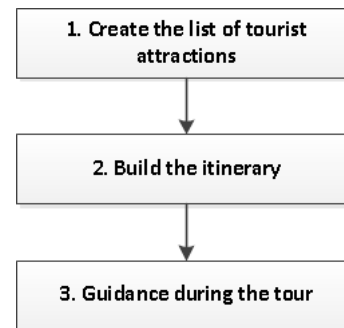 1. Create the list of tourist
attractions
2. Build the itinerary
3. Guidance during the tour